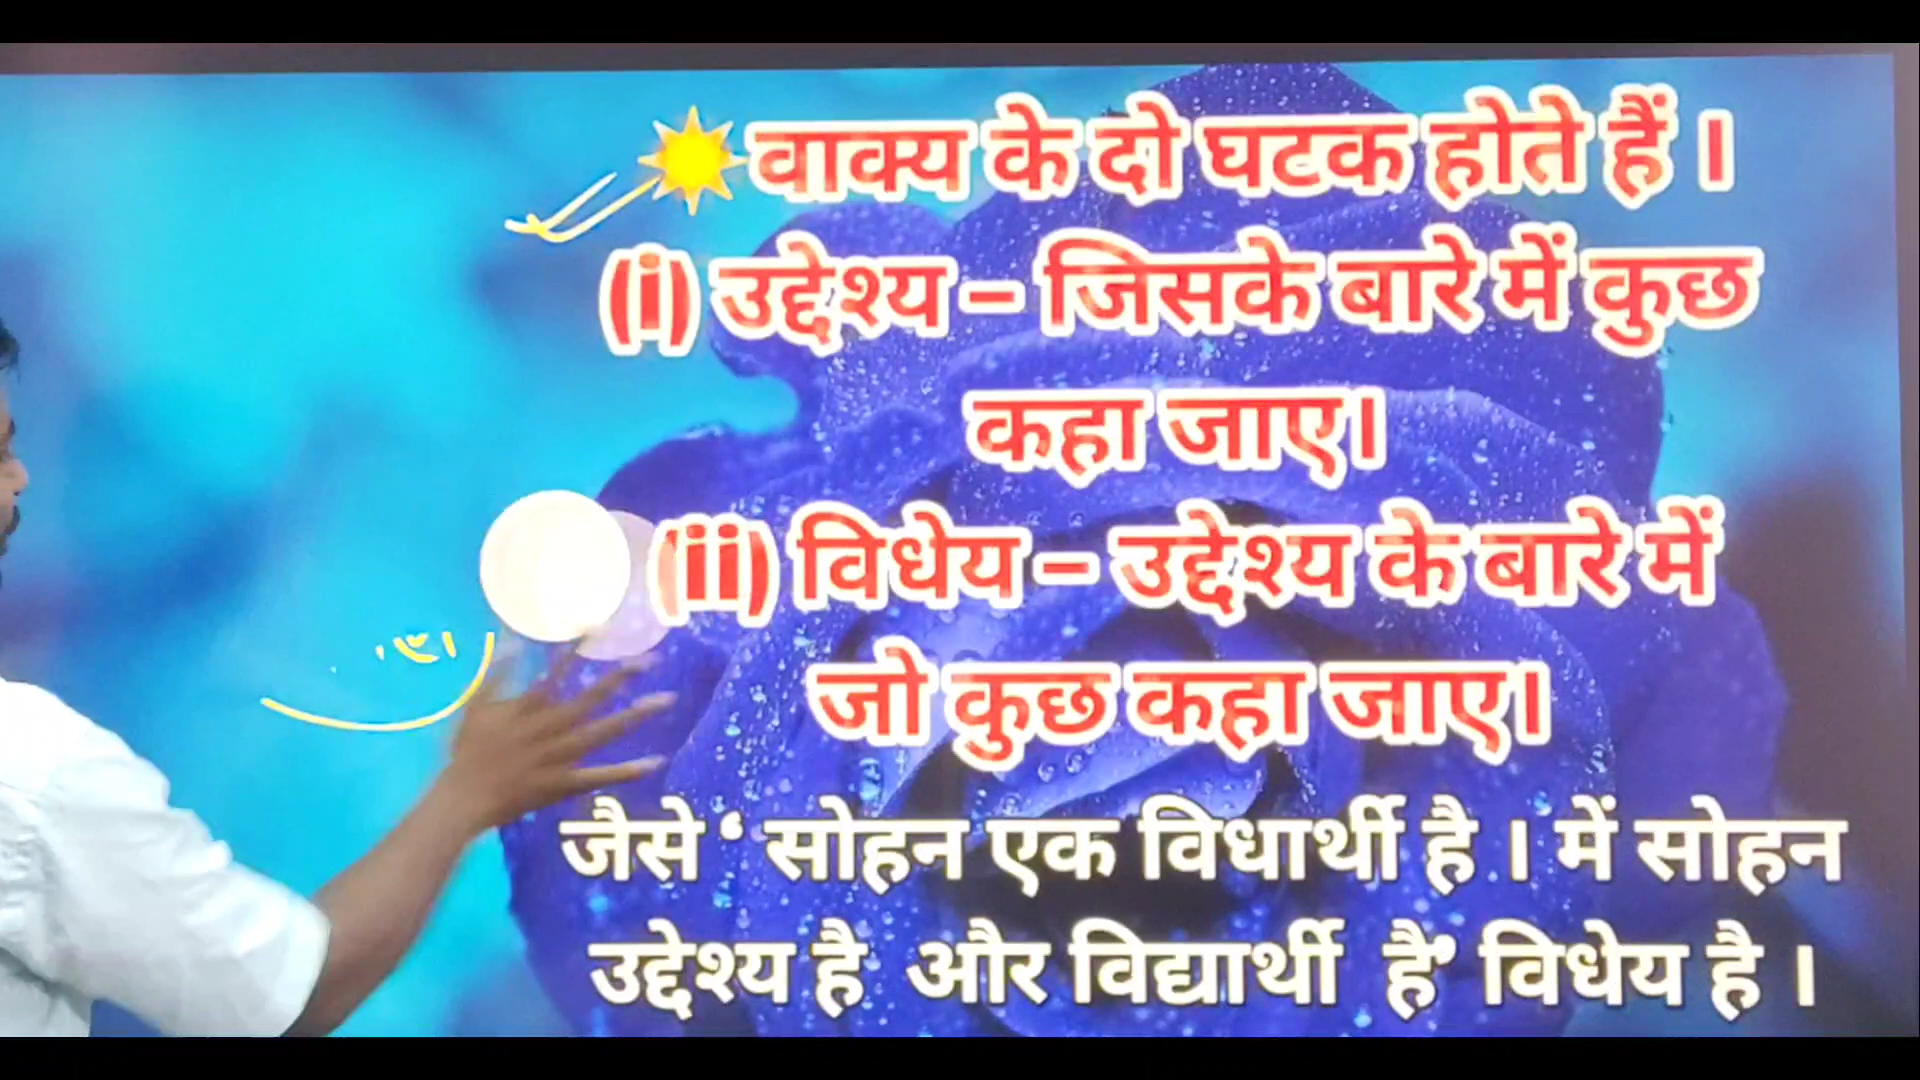 वाक्य के दो घटक होते हैं ।
(i) उद्देश्य – जिसके बारे में कुछ
कहा जाए।
(ii) विधेय – उद्देश्य के बारे में
जो कुछ कहा जाए।
जैसे ‘ सोहन एक विधार्थी है । में सोहन
उद्देश्य है और विद्यार्थी है’ विधेय है ।